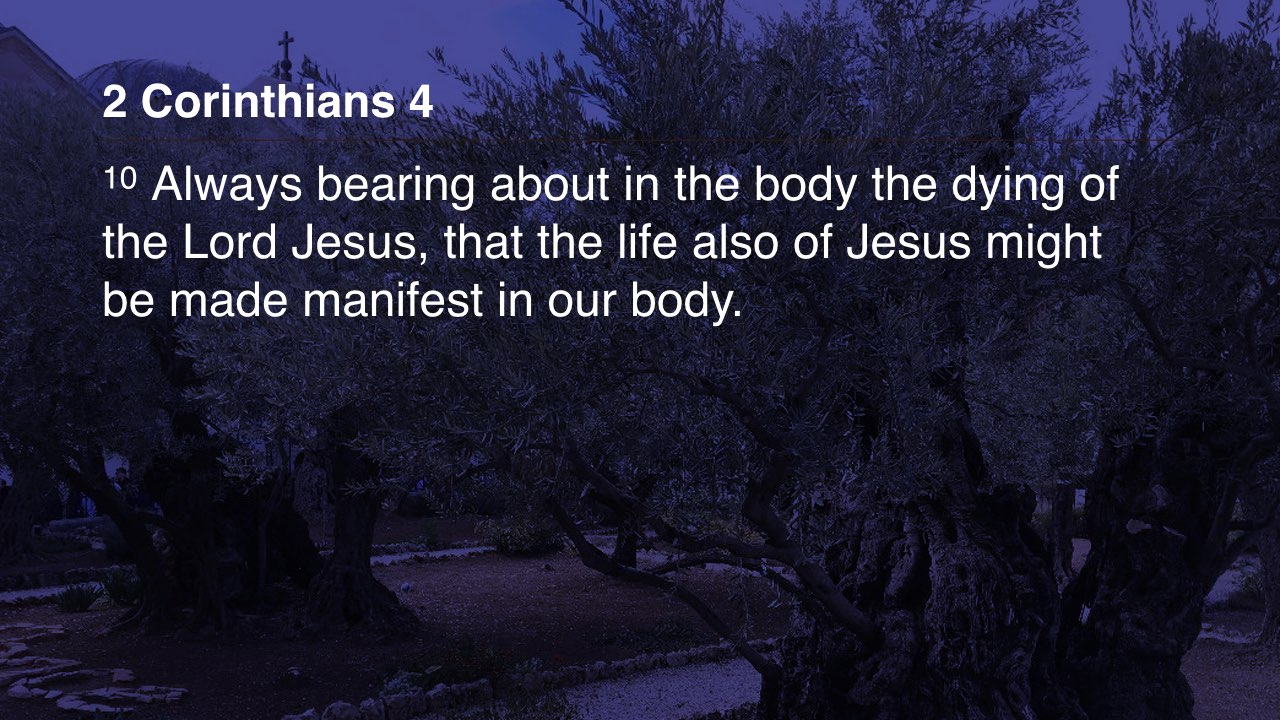 2 Corinthians 4
10 Always bearing about in the body the dying of
the Lord Jesus, that the life also of Jesus might
be made manifest in our body.